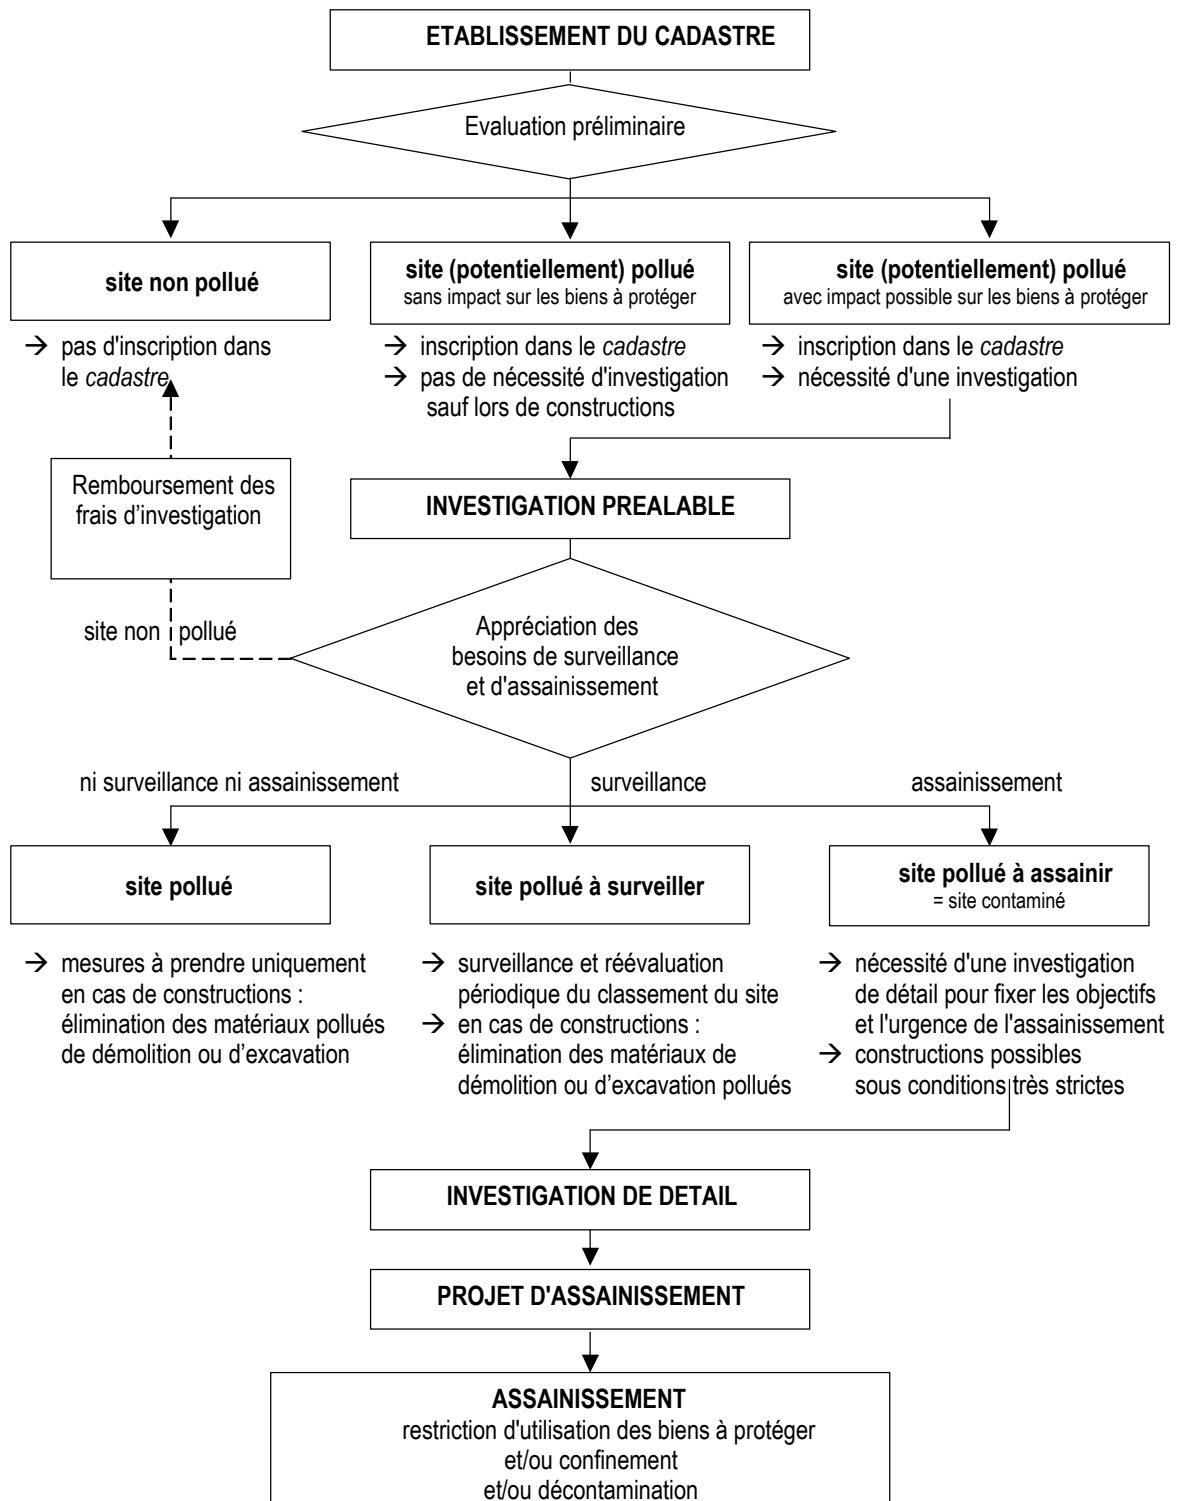 ETABLISSEMENT DU CADASTRE
Evaluation préliminaire
site non pollué
→ pas d'inscription dans
le cadastre
site (potentiellement) pollué
sans impact sur les biens à protéger
→ inscription dans le cadastre
→ pas de nécessité d'investigation
sauf lors de constructions
site (potentiellement) pollué
avec impact possible sur les biens à protéger
→ inscription dans le cadastre
→ nécessité d'une investigation
Remboursement des
frais d’investigation
INVESTIGATION PREALABLE
site non pollué
Appréciation des
besoins de surveillance
et d'assainissement
ni surveillance ni assainissement
surveillance
assainissement
site pollué
→ mesures à prendre uniquement
en cas de constructions :
élimination des matériaux pollués
de démolition ou d’excavation
site pollué à surveiller
→ surveillance et réévaluation
périodique du classement du site
→ en cas de constructions :
élimination des matériaux de
démolition ou d’excavation pollués
site pollué à assainir
= site contaminé
→ nécessité d'une investigation
de détail pour fixer les objectifs
et l'urgence de l'assainissement
→ constructions possibles
sous conditions très strictes
INVESTIGATION DE DETAIL
PROJET D'ASSAINISSEMENT
ASSAINISSEMENT
restriction d'utilisation des biens à protéger
et/ou confinement
et/ou décontamination